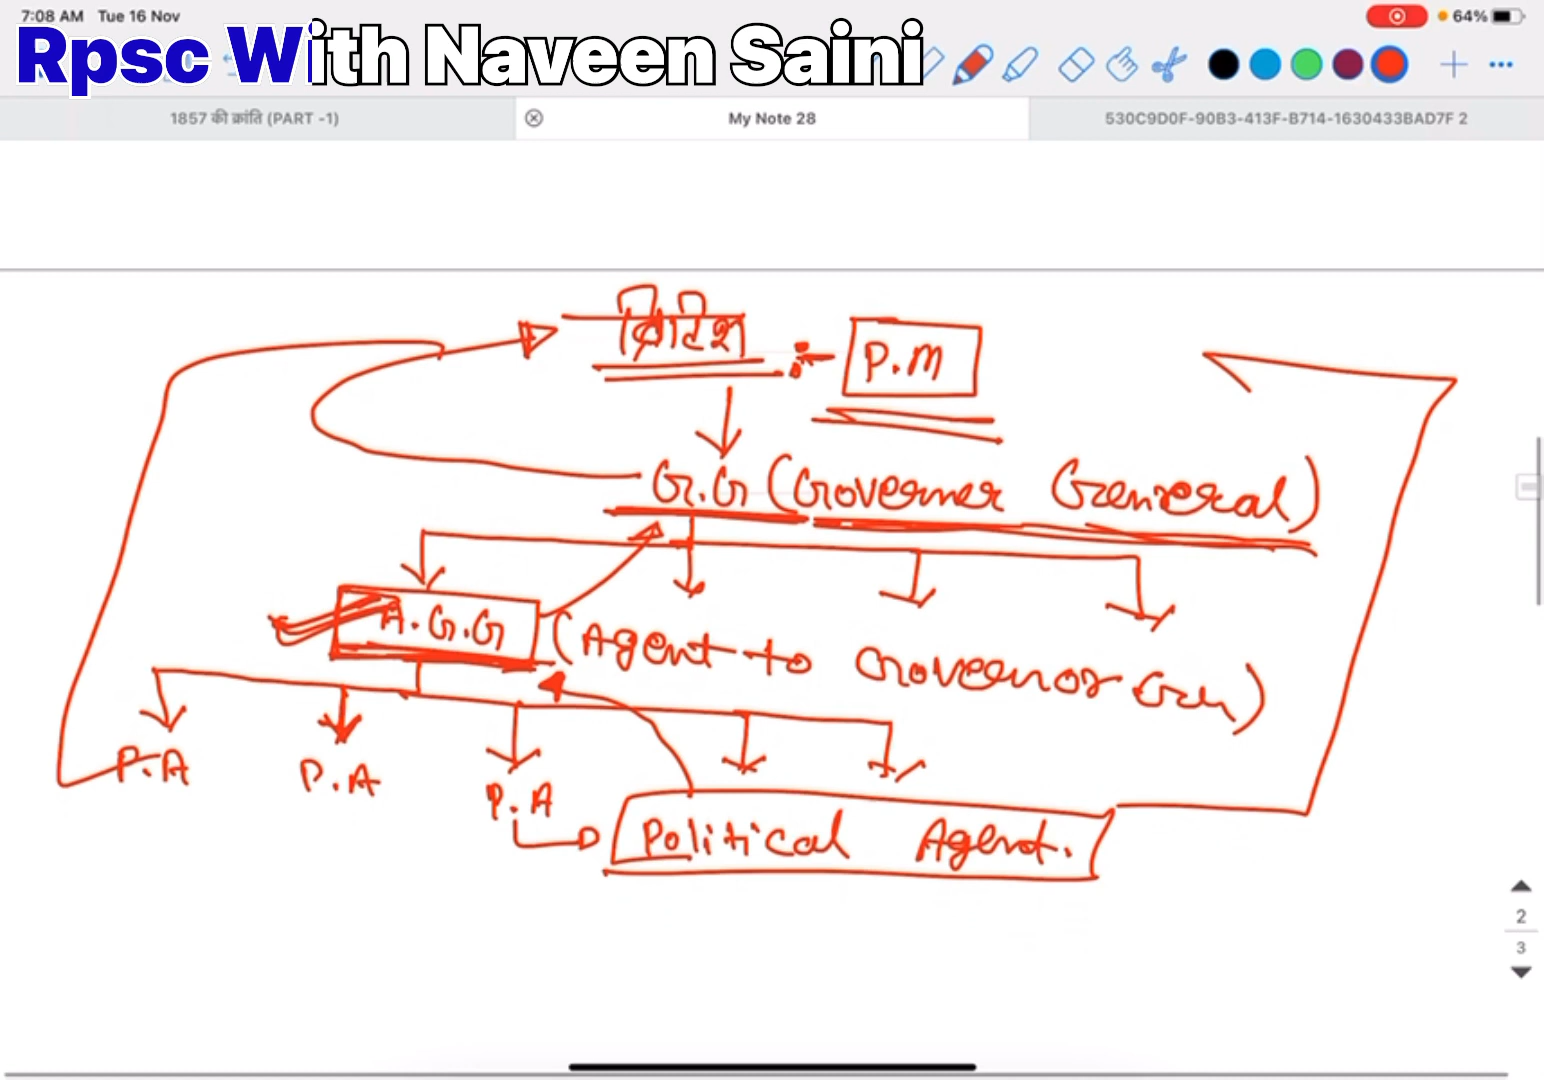 7:08 AM Tue 16 Nov
64%
Rpsc With Naveen Saini
1857 की क्रांति (PART -1)
My Note 28
530C9D0F-90B3-413F-B714-1630433BAD7F 2
ब्रिटिश
P.M
G.G (Governer General)
A.G.G (Agent to Governor Gen)
P.A
P.A
P.A
Political Agent.
2
3